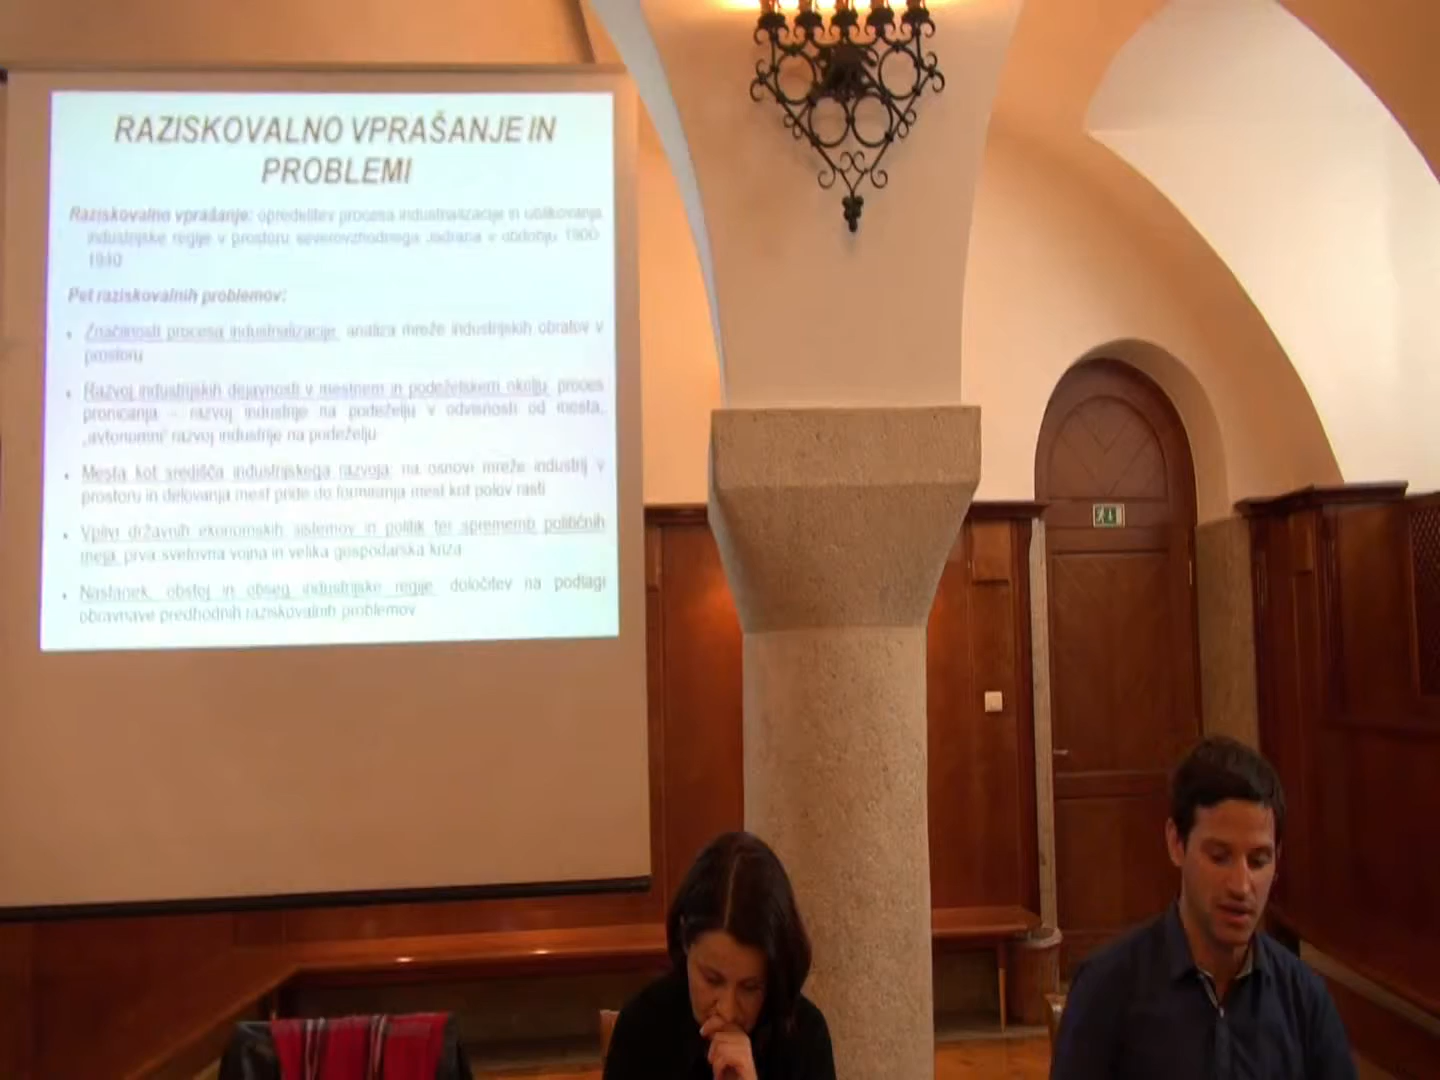 RAZISKOVALNO VPRAŠANJE IN
PROBLEMI
Raziskovalno vprašanje: opredelitev procesa industrializacije in oblikovanja
industrijske regije v prostoru severovzhodnega Jadrana v obdobju 1900-
1940
Pet raziskovalnih problemov:
• Značilnosti procesa industrializacije, analiza mreže industrijskih obratov v
prostoru
• Razvoj industrijskih dejavnosti v mestnem in podeželskem okolju, proces
pronicanja – razvoj industrije na podeželju v odvisnosti od mesta,
„avtonomni“ razvoj industrije na podeželju
• Mesta kot središča industrijskega razvoja, na osnovi mreže industrij v
prostoru in delovanja mest pride do formiranja mest kot polov rasti
• Vplivi državnih ekonomskih sistemov in politik ter sprememb političnih
meja, prva svetovna vojna in velika gospodarska kriza
• Nastanek, obstoj in obseg industrijske regije, določitev na podlagi
obravnave predhodnih raziskovalnih problemov